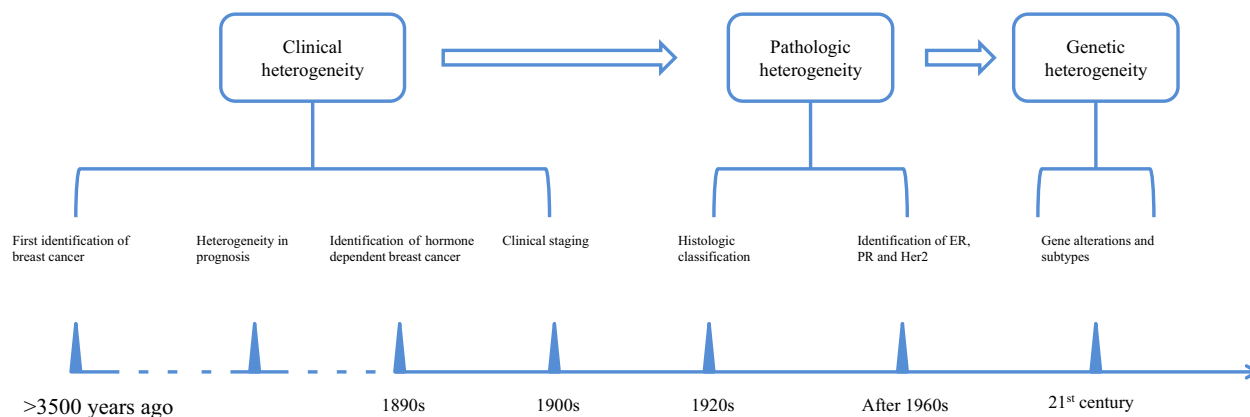 Clinical
heterogeneity
Pathologic
heterogeneity
Genetic
heterogeneity
First identification of
breast cancer
Heterogeneity in
prognosis
Identification of hormone
dependent breast cancer
Clinical staging
Histologic
classification
Identification of ER,
PR and Her2
Gene alterations and
subtypes
>3500 years ago
1890s
1900s
1920s
After 1960s
21st century